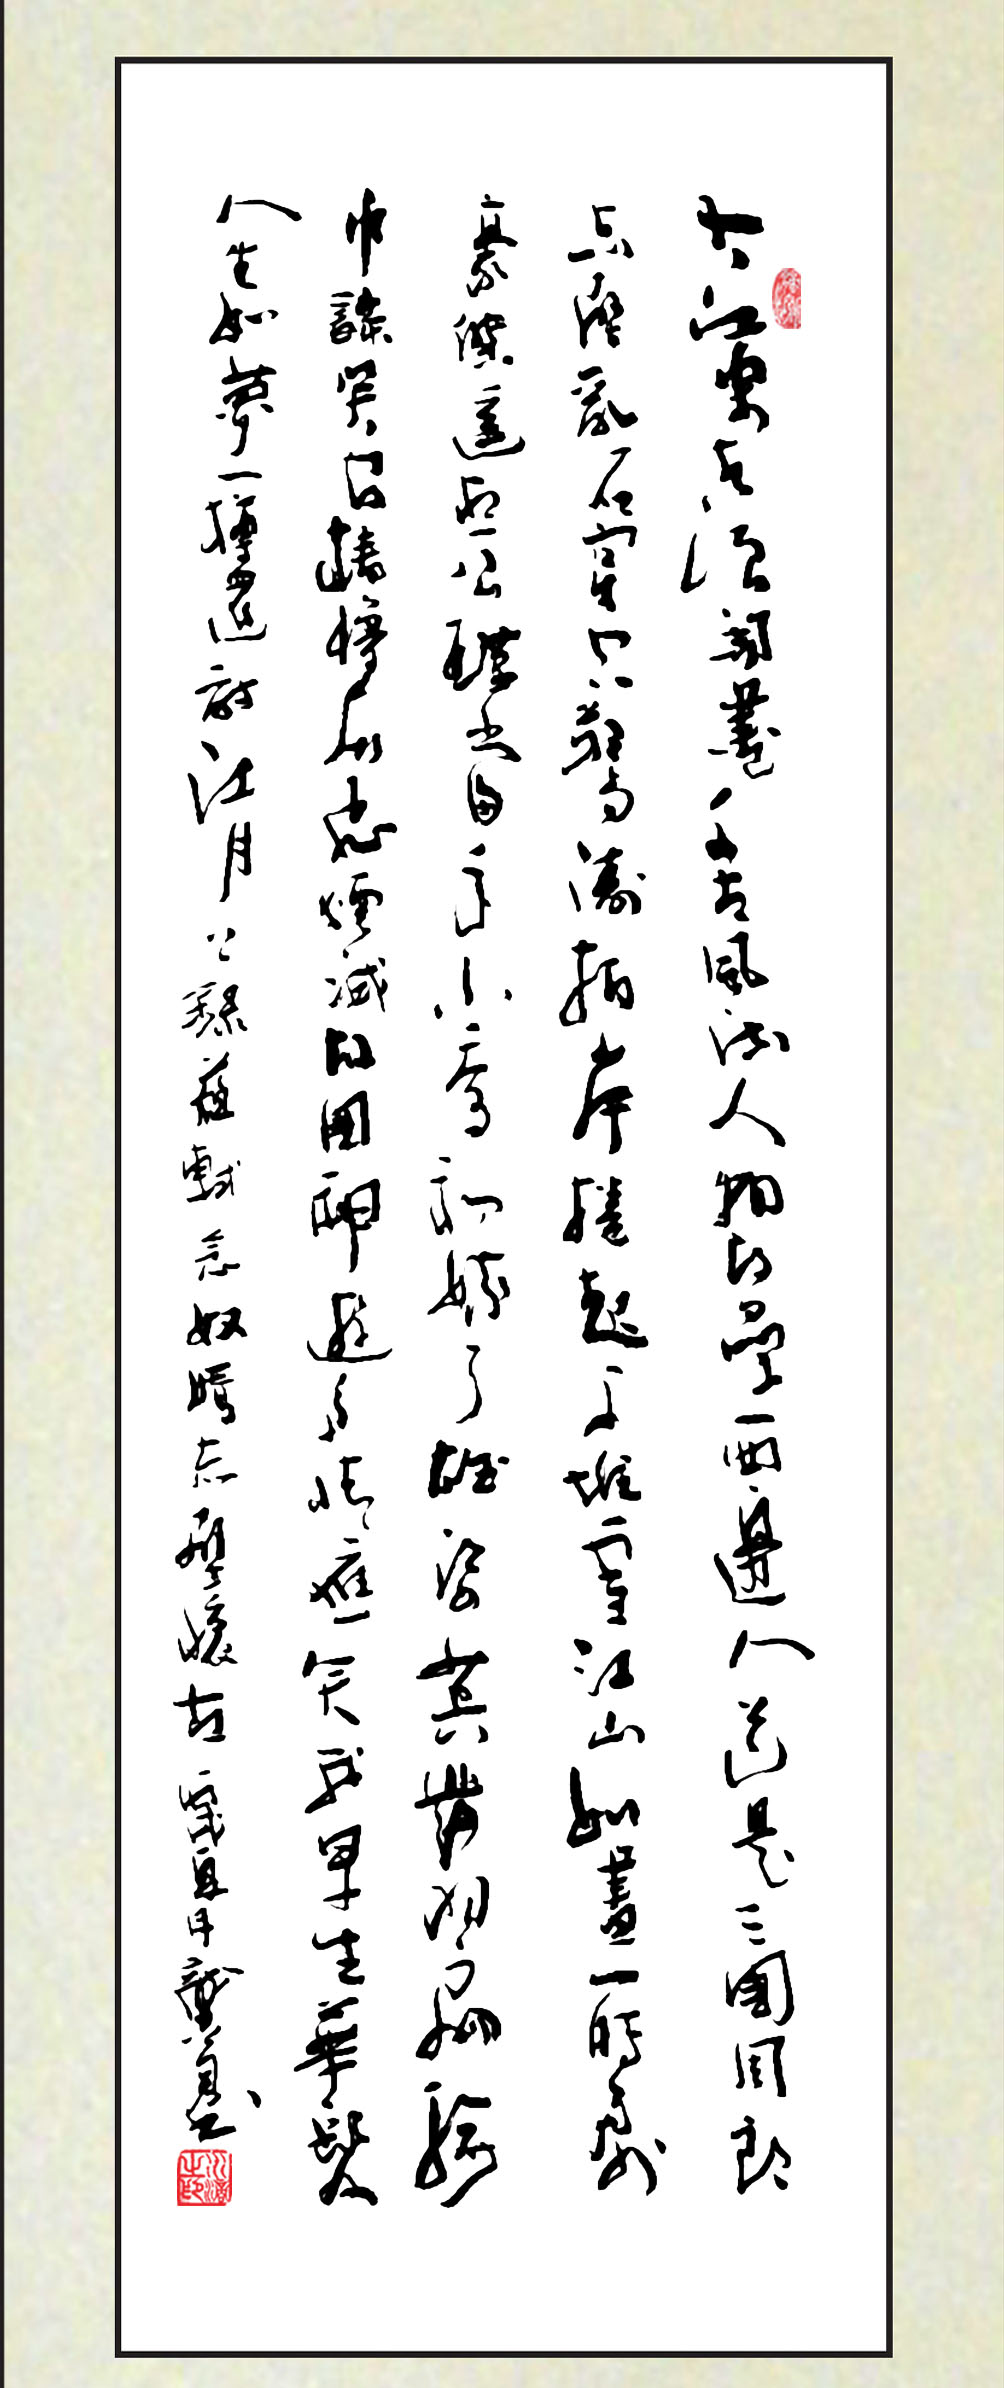 大江東去浪淘盡千古風流人物故壘西邊人道是三國周郎
赤壁亂石穿空驚濤拍岸捲起千堆雪江山如畫一時多少
豪傑遙想公瑾當年小喬初嫁了雄姿英發羽扇綸
巾談笑間檣櫓灰飛煙滅故國神遊多情應笑我早生華髮
人生如夢一樽還酹江月 錄蘇軾念奴嬌赤壁懷古 歲夏月